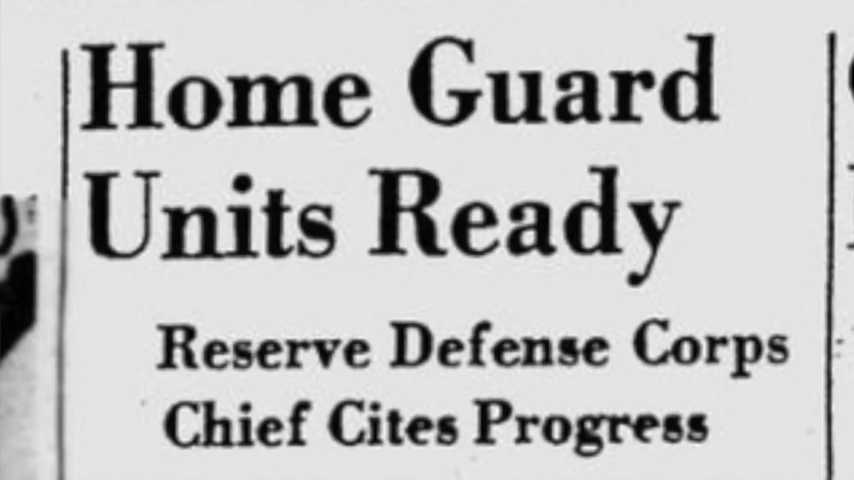 Home Guard
Units Ready
Reserve Defense Corps
Chief Cites Progress